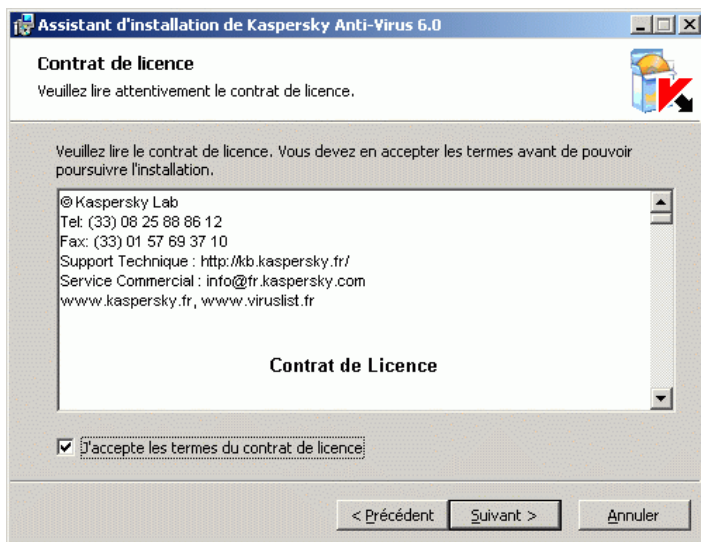 Assistant d'installation de Kaspersky Anti-Virus 6.0
Contrat de licence
Veuillez lire attentivement le contrat de licence.
Veuillez lire le contrat de licence. Vous devez en accepter les termes avant de pouvoir
poursuivre l'installation.
© Kaspersky Lab
Tel: (33) 08 25 88 86 12
Fax: (33) 01 57 69 37 10
Support Technique : http://kb.kaspersky.fr/
Service Commercial : info@fr.kaspersky.com
www.kaspersky.fr, www.viruslist.fr
Contrat de Licence
J'accepte les termes du contrat de licence
< Précédent
Suivant >
Annuler